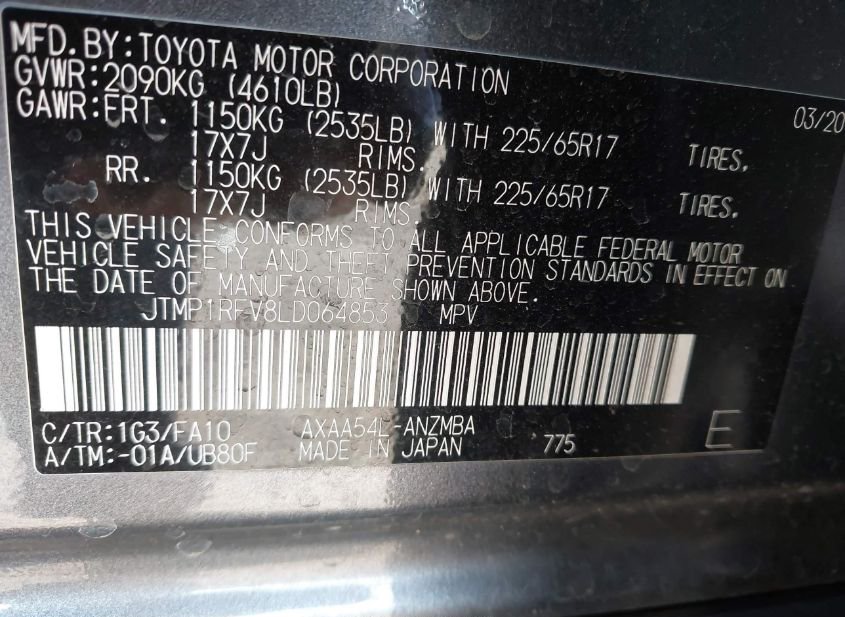 MFD.BY:TOYOTA MOTOR CORPORATION
GVWR:2090KG (4610LB) 03/20
GAWR:FRT. 1150KG (2535LB) WITH 225/65R17 TIRES,
17X7J RIMS.
RR. 1150KG (2535LB) WITH 225/65R17 TIRES,
17X7J RIMS.
THIS VEHICLE CONFORMS TO ALL APPLICABLE FEDERAL MOTOR
VEHICLE SAFETY AND THEFT PREVENTION STANDARDS IN EFFECT ON
THE DATE OF MANUFACTURE SHOWN ABOVE.
JTMP1RFV8LD064853 MPV
C/TR:1G3/FA10 AXAA54L-ANZMBA
A/TM:-01A/UB80F MADE IN JAPAN 775 E